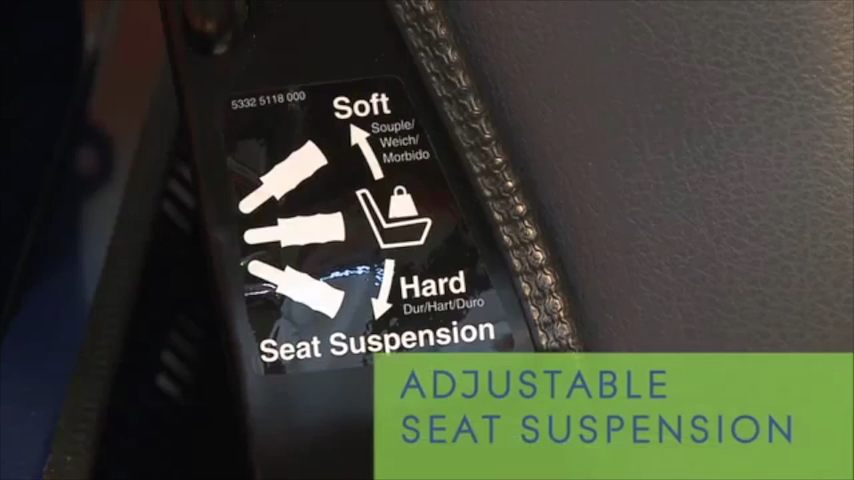 5332 5118 000
Soft
Souple/
Weich/
Morbido
Hard
Dur/Hart/Duro
Seat Suspension
ADJUSTABLE
SEAT SUSPENSION